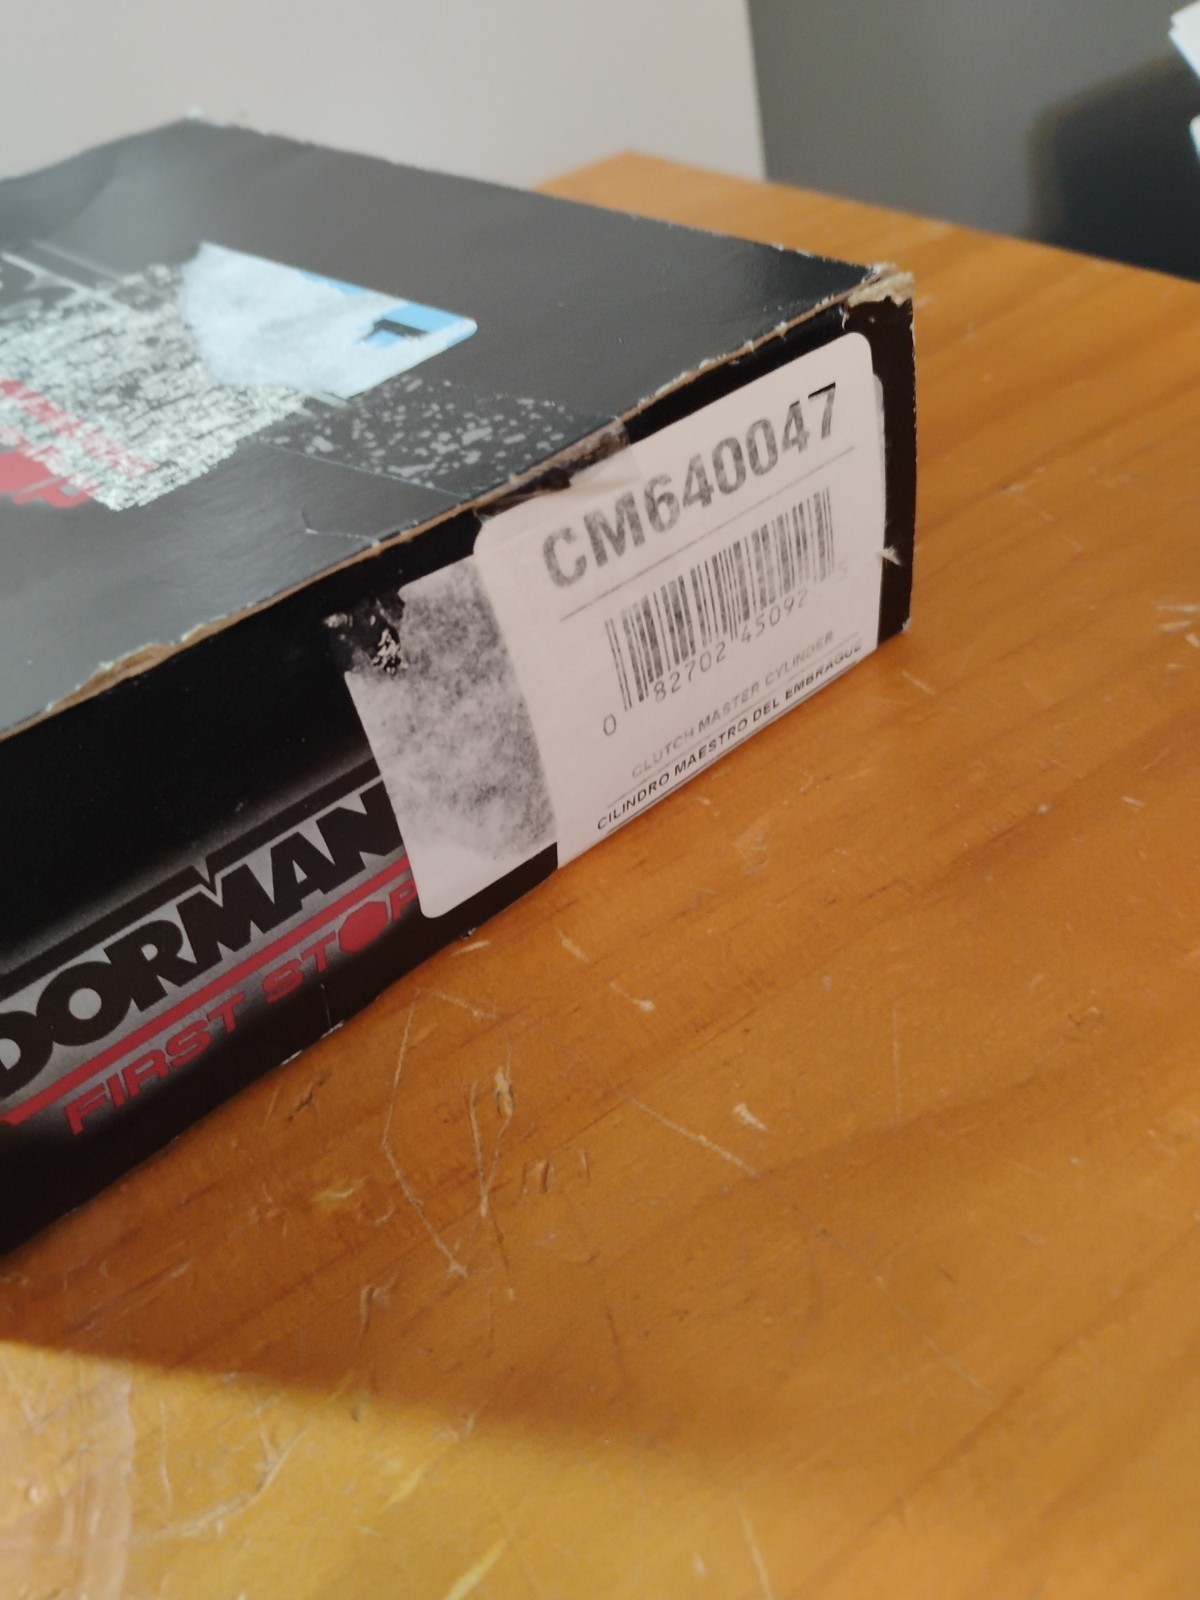 CM640047
0 82702 45092 5
CLUTCH MASTER CYLINDER
CILINDRO MAESTRO DEL EMBRAGUE
DORMAN
FIRST STOP